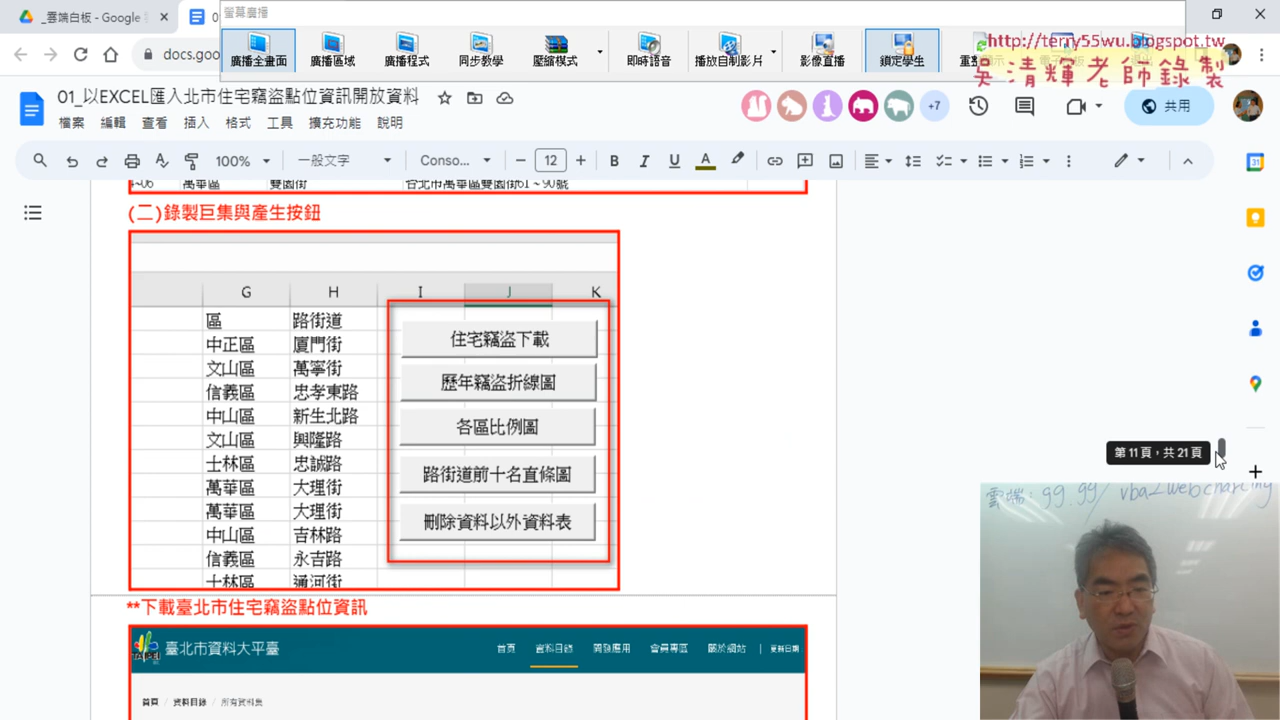 _雲端白板 - Google
螢幕廣播
廣播全畫面
廣播區域
廣播程式
同步教學
壓縮模式
即時語音
播放自制影片
影像直播
鎖定學生
http://terry55wu.blogspot.tw
吳清輝老師錄製
docs.goo
01_以EXCEL匯入北市住宅竊盜點位資訊開放資料
+7
共用
檔案 編輯 查看 插入 格式 工具 擴充功能 說明
100% 一般文字 Conso... 12 B I U A
萬華區 雙園街
(二)錄製巨集與產生按鈕
G H I J K
區 路街道
中正區 廈門街
文山區 萬寧街
信義區 忠孝東路
中山區 新生北路
文山區 興隆路
士林區 忠誠路
萬華區 大理街
萬華區 大理街
中山區 吉林路
信義區 永吉路
士林區 通河街
住宅竊盜下載
歷年竊盜折線圖
各區比例圖
路街道前十名直條圖
刪除資料以外資料表
第 11 頁，共 21 頁
**下載臺北市住宅竊盜點位資訊
臺北市資料大平臺
首頁 資料目錄 開發應用 會員專區 關於網站 | 更新日期
首頁 / 資料目錄 / 所有資料集